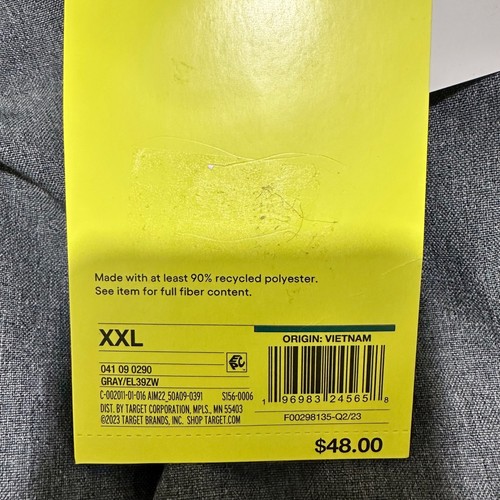 Made with at least 90% recycled polyester.
See item for full fiber content.
XXL
ORIGIN: VIETNAM
041 09 0290
GRAY/EL39ZW
C-002011-01-016 AIM22_50A09-0391 S156-0006
DIST. BY TARGET CORPORATION, MPLS., MN 55403
©2023 TARGET BRANDS, INC. SHOP TARGET.COM
1 96983 24565 8
F00298135-Q2/23
$48.00